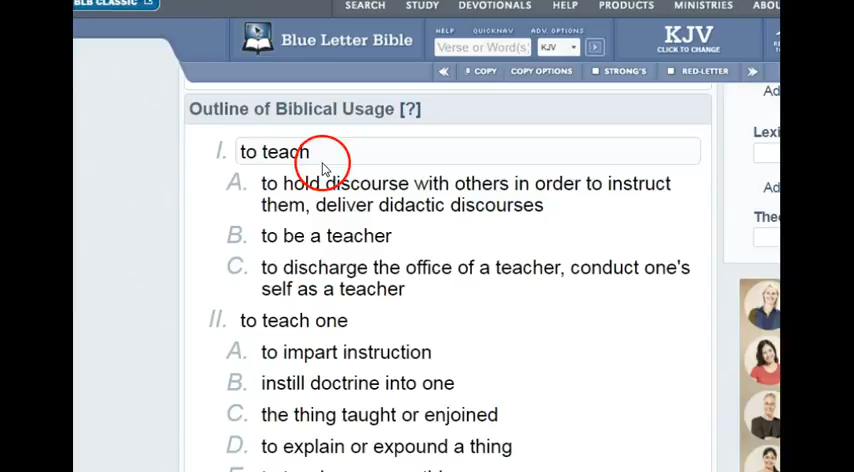 BLB CLASSIC
SEARCH STUDY DEVOTIONALS HELP PRODUCTS MINISTRIES
Blue Letter Bible
HELP QUICKNAV ADV. OPTIONS
Verse or Word(s) KJV
KJV
CLICK TO CHANGE
COPY COPY OPTIONS STRONG'S RED-LETTER
Outline of Biblical Usage [?]
I. to teach
A. to hold discourse with others in order to instruct
them, deliver didactic discourses
B. to be a teacher
C. to discharge the office of a teacher, conduct one's
self as a teacher
II. to teach one
A. to impart instruction
B. instill doctrine into one
C. the thing taught or enjoined
D. to explain or expound a thing